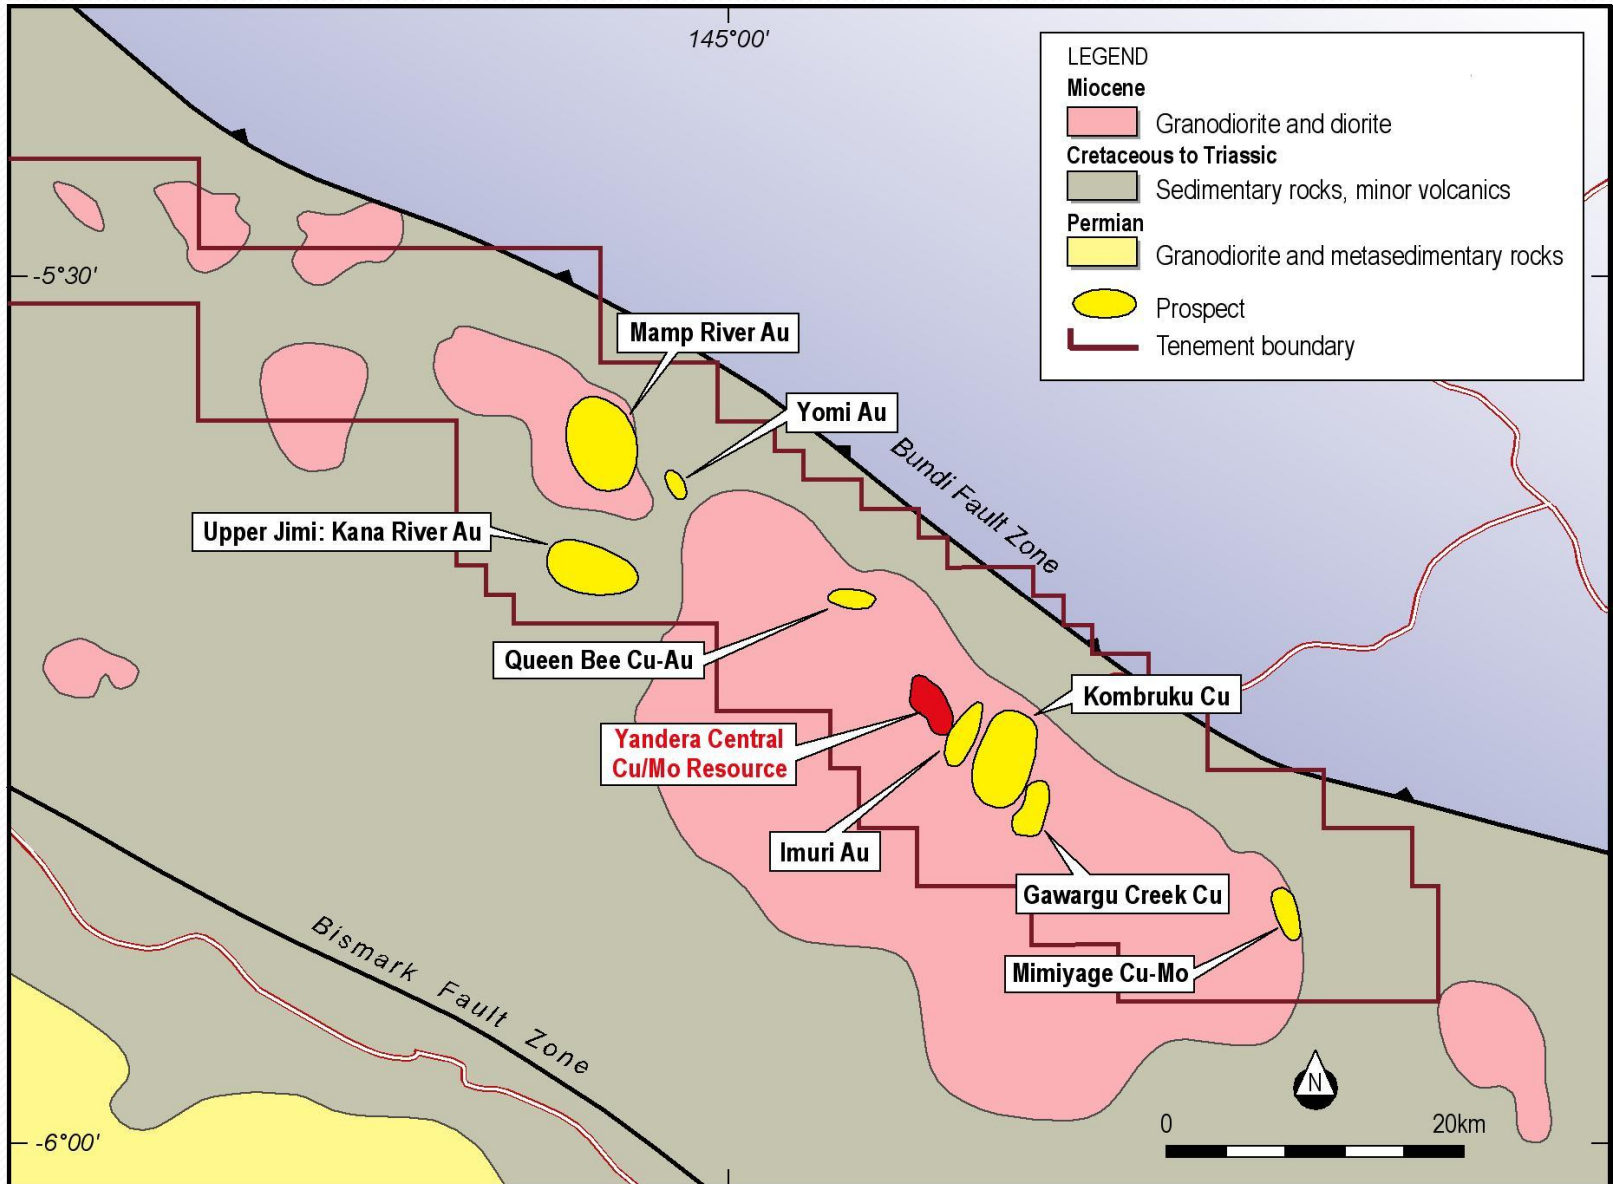 145°00'
LEGEND
Miocene
Granodiorite and diorite
Cretaceous to Triassic
Sedimentary rocks, minor volcanics
Permian
Granodiorite and metasedimentary rocks
Prospect
Tenement boundary
-5°30'
Mamp River Au
Yomi Au
Bundi Fault Zone
Upper Jimi: Kana River Au
Queen Bee Cu-Au
Kombruku Cu
Yandera Central
Cu/Mo Resource
Imuri Au
Gawargu Creek Cu
Mimiyage Cu-Mo
Bismark Fault Zone
N
0 20km
-6°00'